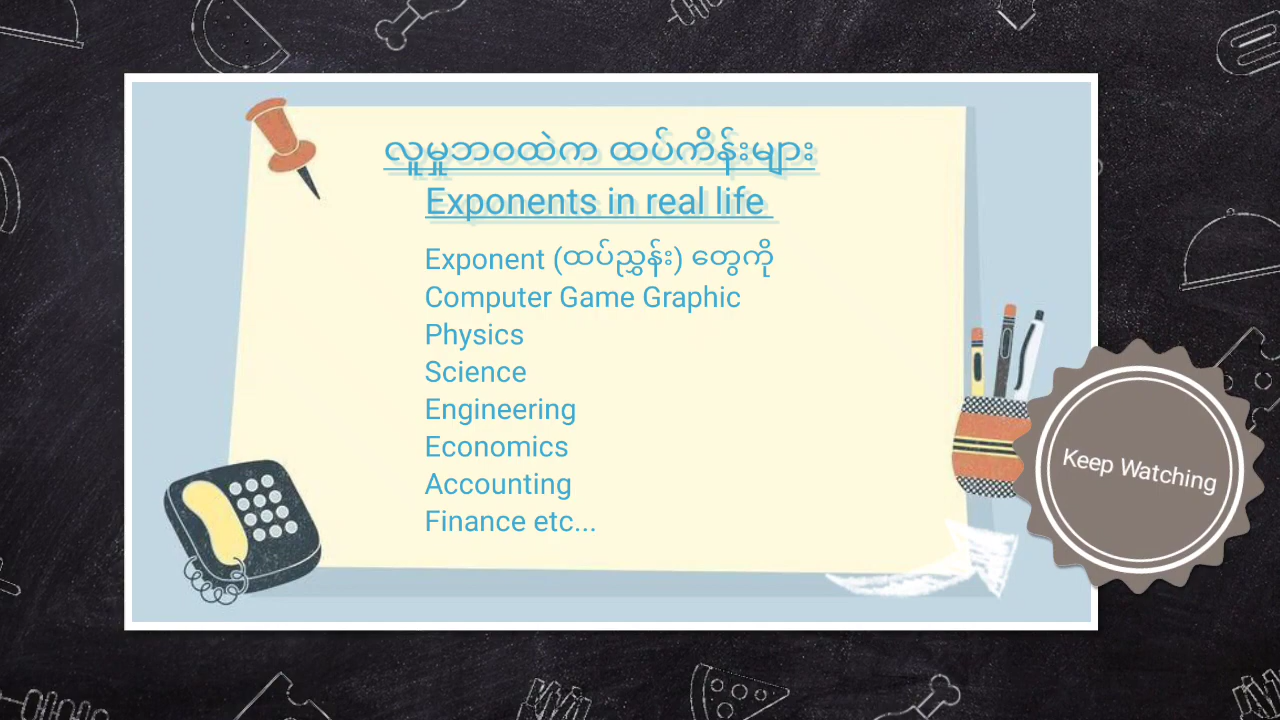 လူမှုဘဝထဲက ထပ်ကိန်းများ
Exponents in real life
Exponent (ထပ်ညွှန်း) တွေကို
Computer Game Graphic
Physics
Science
Engineering
Economics
Accounting
Finance etc...
Keep Watching